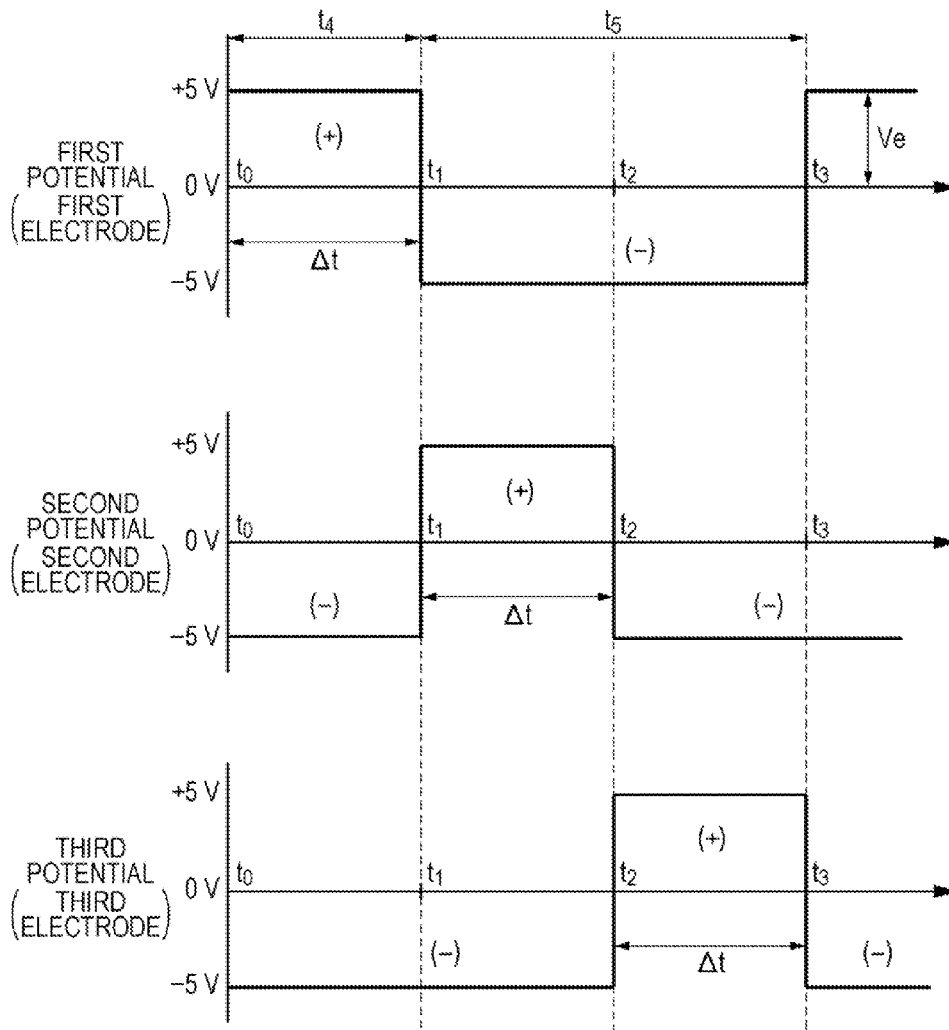 t4 t5
+5 V
(+)
Ve
FIRST
POTENTIAL
(FIRST
ELECTRODE)
t0 t1 t2 t3
0 V
Δt
(–)
–5 V
+5 V
(+)
SECOND
POTENTIAL
(SECOND
ELECTRODE)
t0 t1 t2 t3
0 V
(–) Δt (–)
–5 V
+5 V
(+)
THIRD
POTENTIAL
(THIRD
ELECTRODE)
t0 t1 t2 t3
0 V
(–) Δt (–)
–5 V